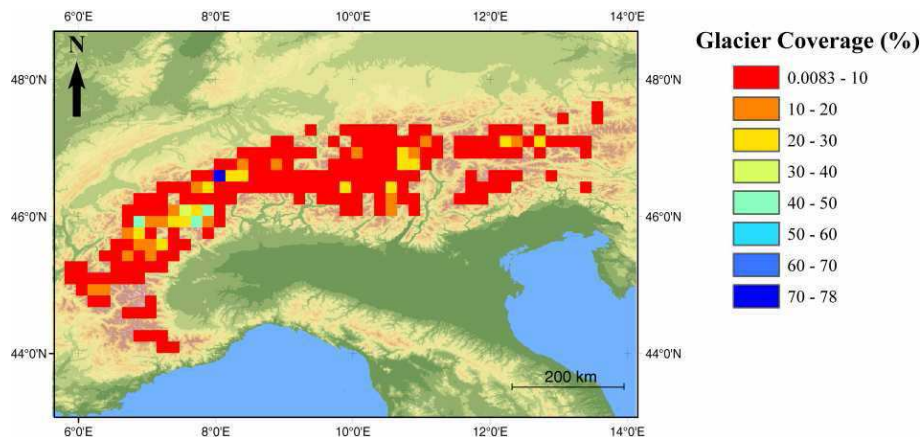 6°0'E 8°0'E 10°0'E 12°0'E 14°0'E
N
48°0'N 48°0'N
46°0'N 46°0'N
44°0'N 44°0'N
200 km
6°0'E 8°0'E 10°0'E 12°0'E 14°0'E
Glacier Coverage (%)
0.0083 - 10
10 - 20
20 - 30
30 - 40
40 - 50
50 - 60
60 - 70
70 - 78